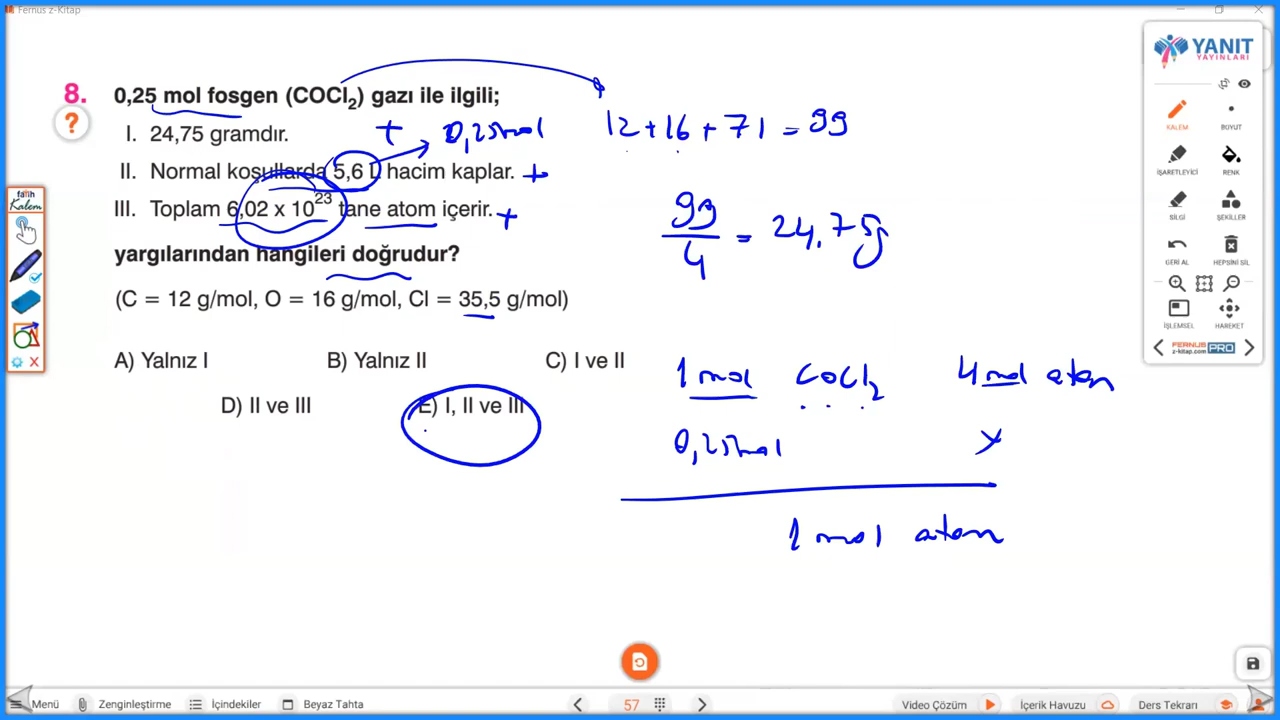 Fernus z-Kitap
YANIT
YAYINLARI
8. 0,25 mol fosgen (COCl₂) gazı ile ilgili;
?
I. 24,75 gramdır. + 0,25mol
12 + 16 + 71 = 99
II. Normal koşullarda 5,6 L hacim kaplar. +
III. Toplam 6,02 x 10²³ tane atom içerir. +
99/4 = 24,75g
yargılarından hangileri doğrudur?
(C = 12 g/mol, O = 16 g/mol, Cl = 35,5 g/mol)
A) Yalnız I B) Yalnız II C) I ve II
D) II ve III E) I, II ve III
1 mol COCl₂ 4 mol atom
0,25mol x
1 mol atom
fatih
Kalem
KALEM BOYUT
İŞARETLEYİCİ RENK
SİLGİ ŞEKİLLER
GERİ AL HEPSİNİ SİL
İŞLEMSEL HAREKET
FERNUS PRO
z-kitap.com
Menü Zenginleştirme İçindekiler Beyaz Tahta 57 Video Çözüm İçerik Havuzu Ders Tekrarı